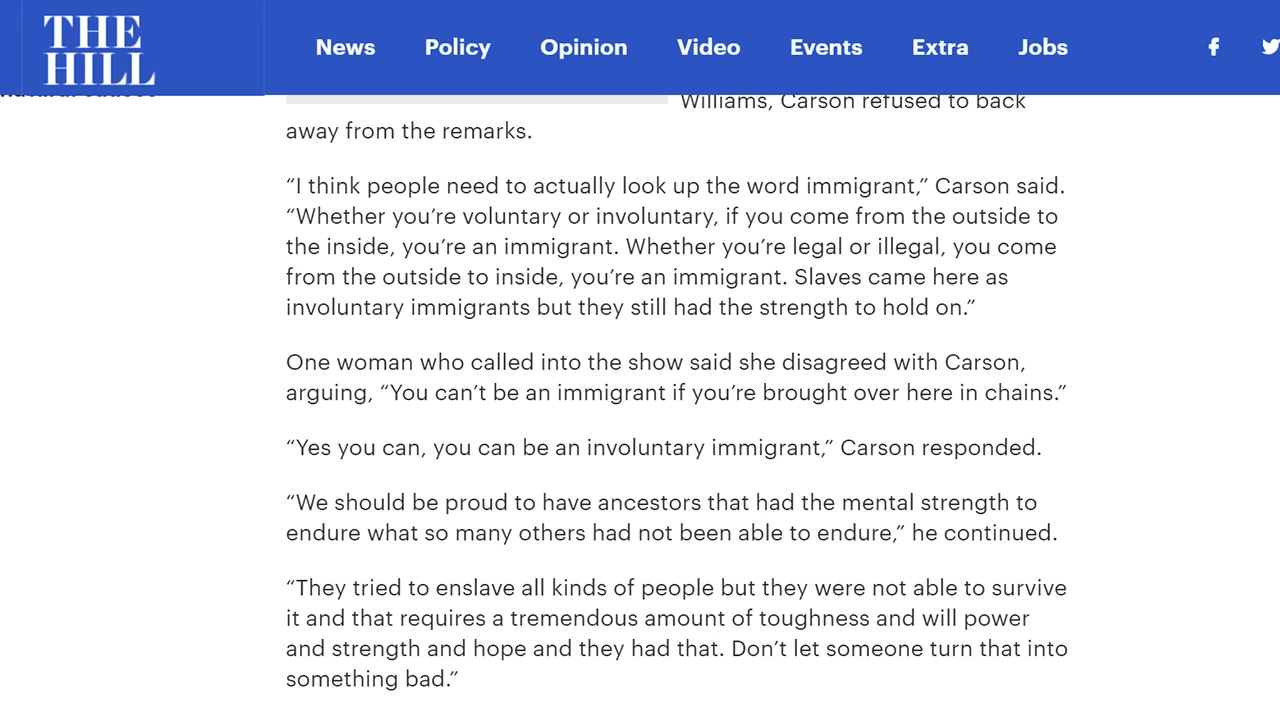 THE
HILL
News Policy Opinion Video Events Extra Jobs
Williams, Carson refused to back
away from the remarks.
“I think people need to actually look up the word immigrant,” Carson said.
“Whether you’re voluntary or involuntary, if you come from the outside to
the inside, you’re an immigrant. Whether you’re legal or illegal, you come
from the outside to inside, you’re an immigrant. Slaves came here as
involuntary immigrants but they still had the strength to hold on.”
One woman who called into the show said she disagreed with Carson,
arguing, “You can’t be an immigrant if you’re brought over here in chains.”
“Yes you can, you can be an involuntary immigrant,” Carson responded.
“We should be proud to have ancestors that had the mental strength to
endure what so many others had not been able to endure,” he continued.
“They tried to enslave all kinds of people but they were not able to survive
it and that requires a tremendous amount of toughness and will power
and strength and hope and they had that. Don’t let someone turn that into
something bad.”